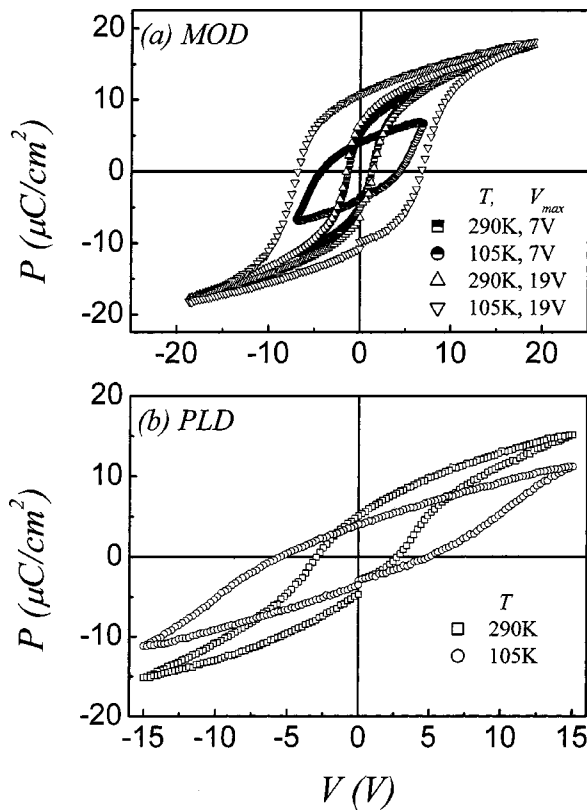 (a) MOD
P (μC/cm²)
20
10
0
-10
-20
T, V_max
290K, 7V
105K, 7V
290K, 19V
105K, 19V
-20 -10 0 10 20
(b) PLD
P (μC/cm²)
20
10
0
-10
-20
T
290K
105K
-15 -10 -5 0 5 10 15
V (V)